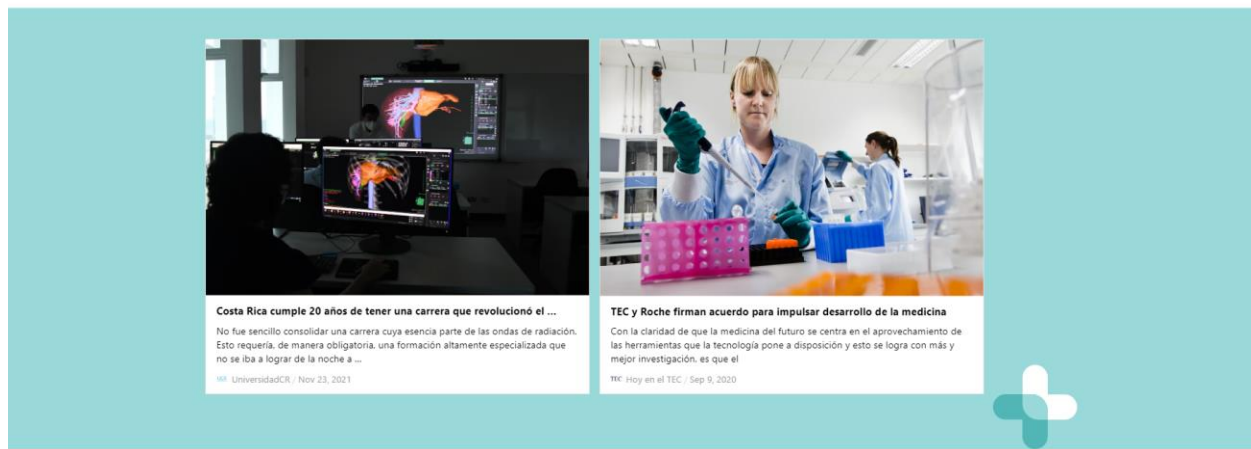 Costa Rica cumple 20 años de tener una carrera que revolucionó el ...
No fue sencillo consolidar una carrera cuya esencia parte de las ondas de radiación.
Esto requería, de manera obligatoria, una formación altamente especializada que
no se iba a lograr de la noche a ...
UniversidadCR / Nov 23, 2021
TEC y Roche firman acuerdo para impulsar desarrollo de la medicina
Con la claridad de que la medicina del futuro se centra en el aprovechamiento de
las herramientas que la tecnología pone a disposición y esto se logra con más y
mejor investigación, es que el
TEC Hoy en el TEC / Sep 9, 2020